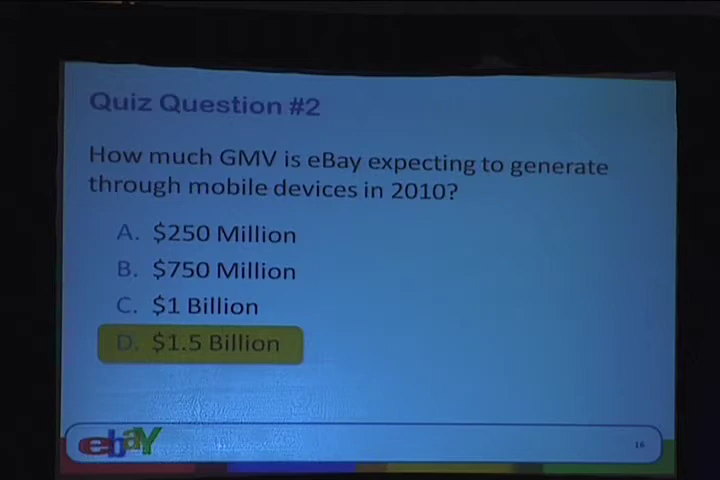 Quiz Question #2
How much GMV is eBay expecting to generate
through mobile devices in 2010?
A. $250 Million
B. $750 Million
C. $1 Billion
D. $1.5 Billion
ebaY
16